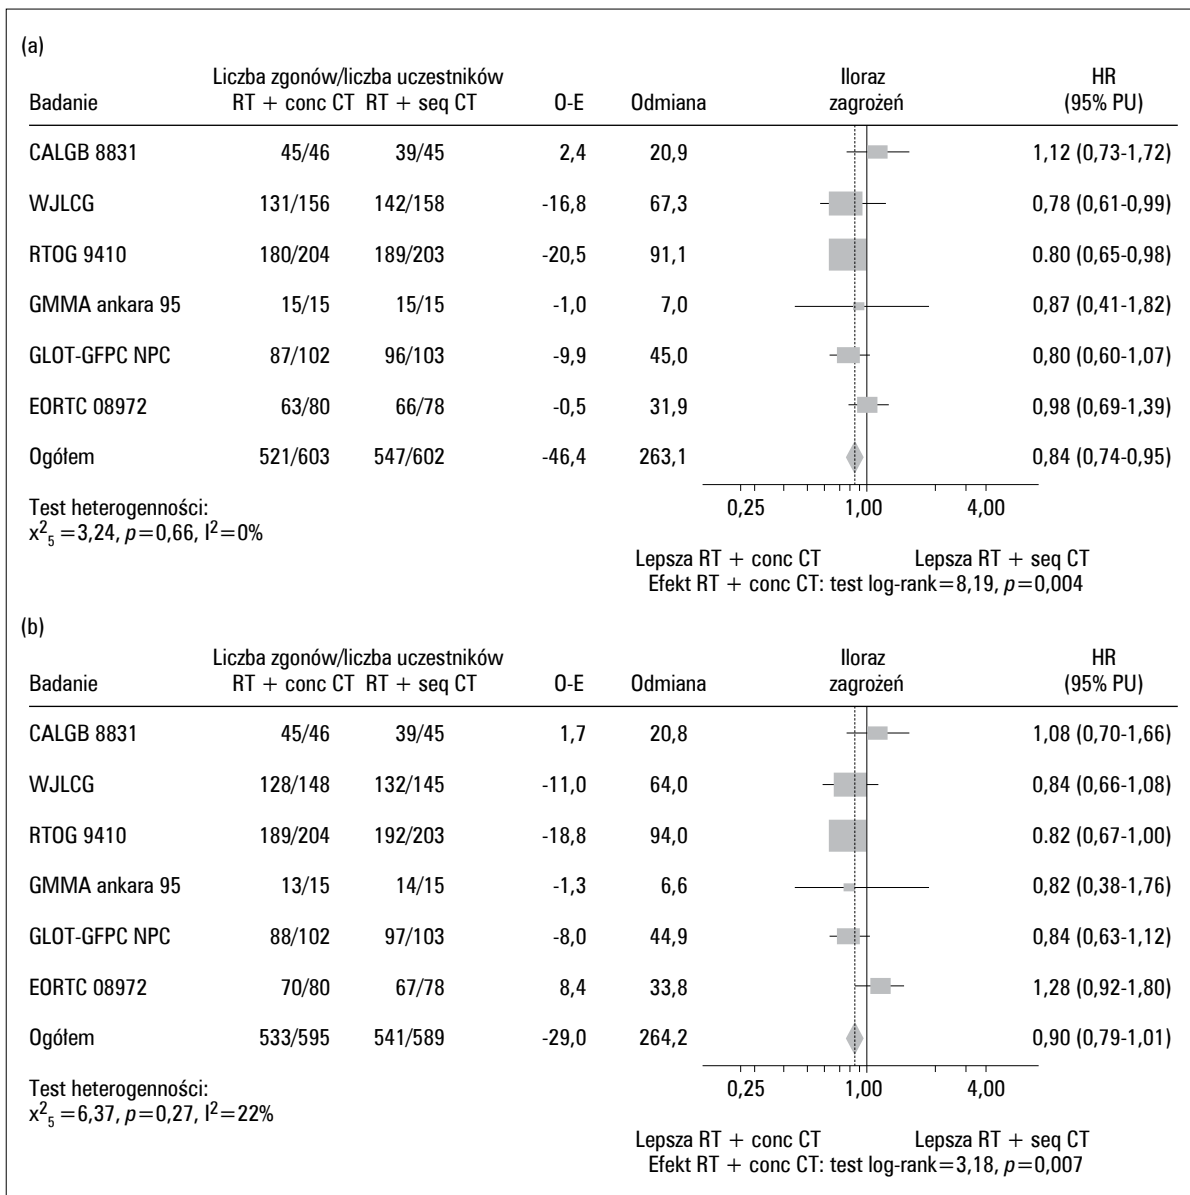 (a)
Liczba zgonów/liczba uczestników Iloraz HR
Badanie RT + conc CT RT + seq CT O-E Odmiana zagrożeń (95% PU)
CALGB 8831 45/46 39/45 2,4 20,9 1,12 (0,73-1,72)
WJLCG 131/156 142/158 -16,8 67,3 0,78 (0,61-0,99)
RTOG 9410 180/204 189/203 -20,5 91,1 0.80 (0,65-0,98)
GMMA ankara 95 15/15 15/15 -1,0 7,0 0,87 (0,41-1,82)
GLOT-GFPC NPC 87/102 96/103 -9,9 45,0 0,80 (0,60-1,07)
EORTC 08972 63/80 66/78 -0,5 31,9 0,98 (0,69-1,39)
Ogółem 521/603 547/602 -46,4 263,1 0,84 (0,74-0,95)
Test heterogenności: 0,25 1,00 4,00
x²₅ =3,24, p=0,66, I²=0%
Lepsza RT + conc CT Lepsza RT + seq CT
Efekt RT + conc CT: test log-rank=8,19, p=0,004
(b)
Liczba zgonów/liczba uczestników Iloraz HR
Badanie RT + conc CT RT + seq CT O-E Odmiana zagrożeń (95% PU)
CALGB 8831 45/46 39/45 1,7 20,8 1,08 (0,70-1,66)
WJLCG 128/148 132/145 -11,0 64,0 0,84 (0,66-1,08)
RTOG 9410 189/204 192/203 -18,8 94,0 0.82 (0,67-1,00)
GMMA ankara 95 13/15 14/15 -1,3 6,6 0,82 (0,38-1,76)
GLOT-GFPC NPC 88/102 97/103 -8,0 44,9 0,84 (0,63-1,12)
EORTC 08972 70/80 67/78 8,4 33,8 1,28 (0,92-1,80)
Ogółem 533/595 541/589 -29,0 264,2 0,90 (0,79-1,01)
Test heterogenności: 0,25 1,00 4,00
x²₅ =6,37, p=0,27, I²=22%
Lepsza RT + conc CT Lepsza RT + seq CT
Efekt RT + conc CT: test log-rank=3,18, p=0,007